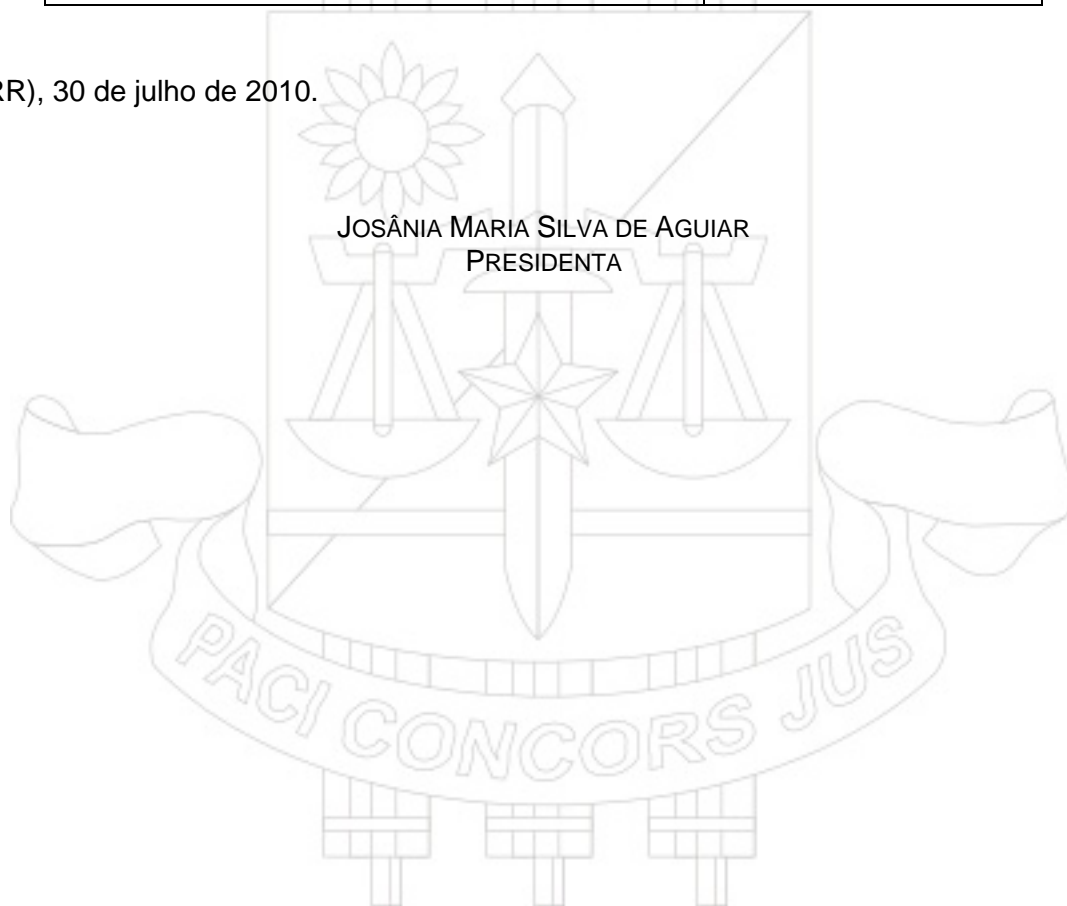 RR), 30 de julho de 2010.
JOSÂNIA MARIA SILVA DE AGUIAR
PRESIDENTA
PACI CONCORS JUS